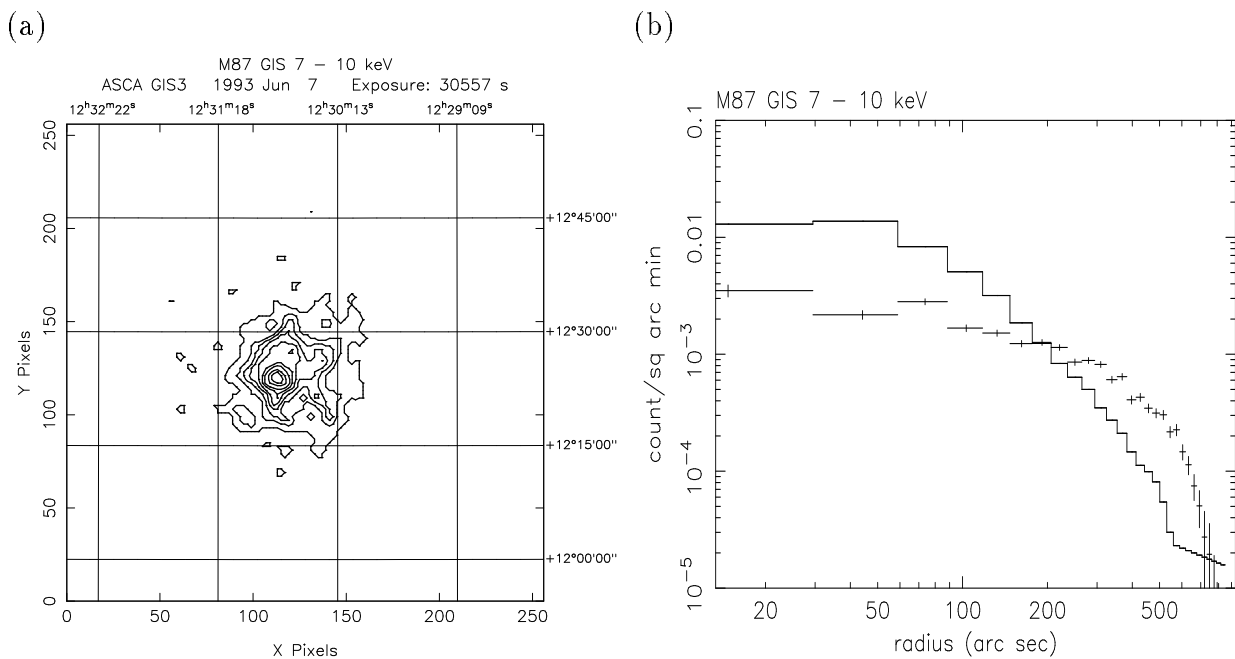 (a)
M87 GIS 7 – 10 keV
ASCA GIS3 1993 Jun 7 Exposure: 30557 s
12ʰ32ᵐ22ˢ 12ʰ31ᵐ18ˢ 12ʰ30ᵐ13ˢ 12ʰ29ᵐ09ˢ
250
200
150
100
50
0
Y Pixels
+12°45'00"
+12°30'00"
+12°15'00"
+12°00'00"
0 50 100 150 200 250
X Pixels
(b)
M87 GIS 7 – 10 keV
0.1
0.01
10⁻³
10⁻⁴
10⁻⁵
count/sq arc min
20 50 100 200 500
radius (arc sec)